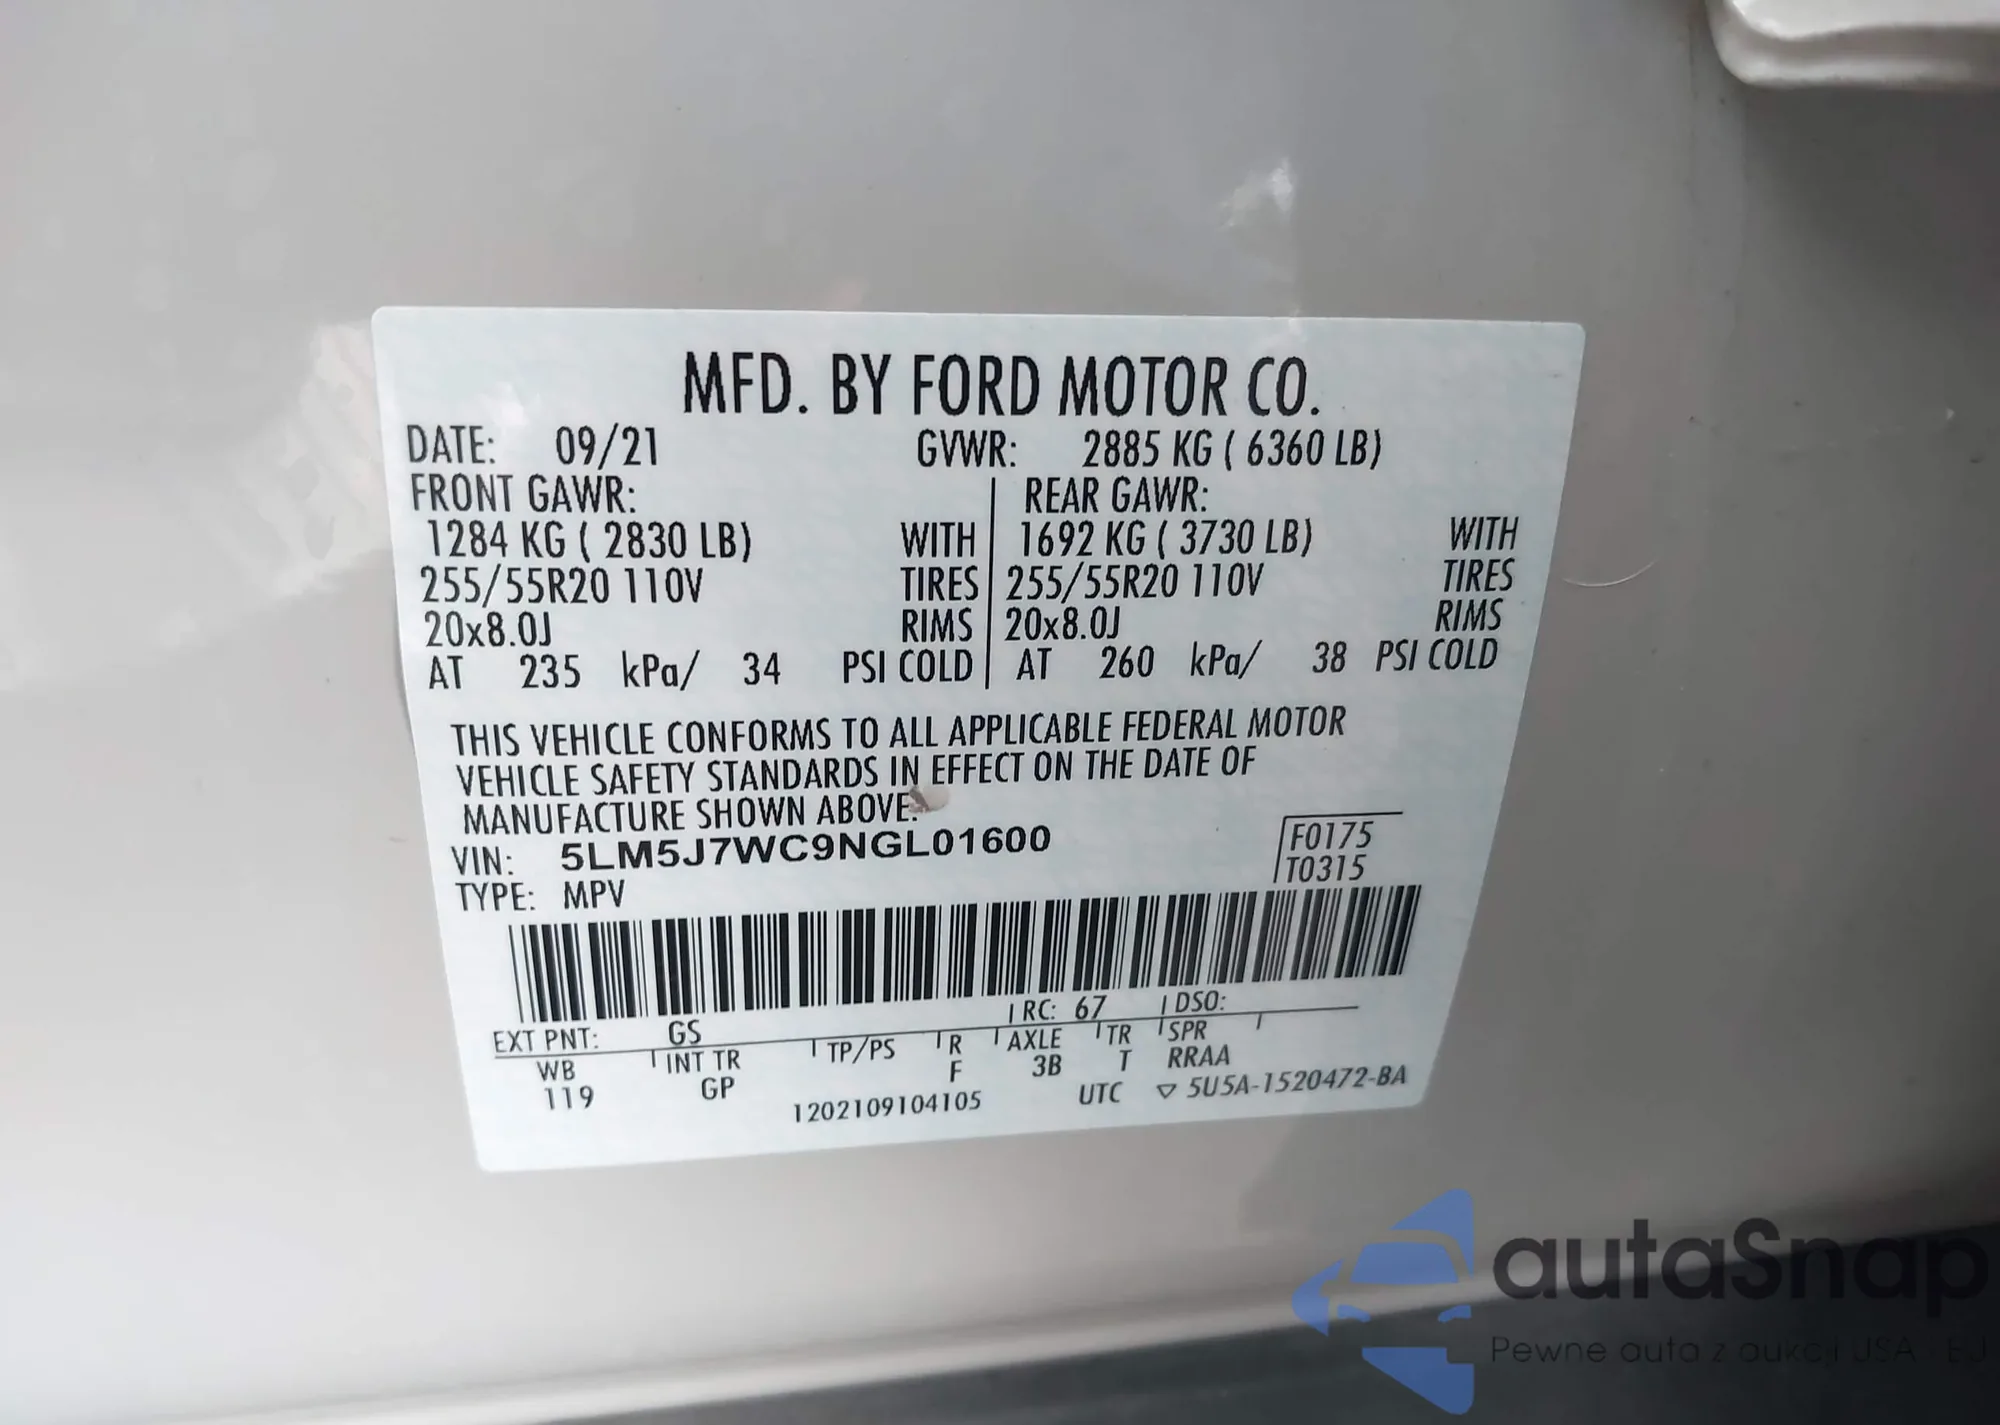 MFD. BY FORD MOTOR CO.
DATE: 09/21 GVWR: 2885 KG ( 6360 LB)
FRONT GAWR: REAR GAWR:
1284 KG ( 2830 LB) WITH 1692 KG ( 3730 LB) WITH
255/55R20 110V TIRES 255/55R20 110V TIRES
20x8.0J RIMS 20x8.0J RIMS
AT 235 kPa/ 34 PSI COLD AT 260 kPa/ 38 PSI COLD
THIS VEHICLE CONFORMS TO ALL APPLICABLE FEDERAL MOTOR
VEHICLE SAFETY STANDARDS IN EFFECT ON THE DATE OF
MANUFACTURE SHOWN ABOVE.
VIN: 5LM5J7WC9NGL01600 F0175
TYPE: MPV T0315
RC: 67 DSO:
EXT PNT: GS
WB INT TR TP/PS R AXLE TR SPR
119 GP F 3B T RRAA
1202109104105 UTC ▽ 5U5A-1520472-BA
autaSnap
Pewne auta z aukcji USA - EU